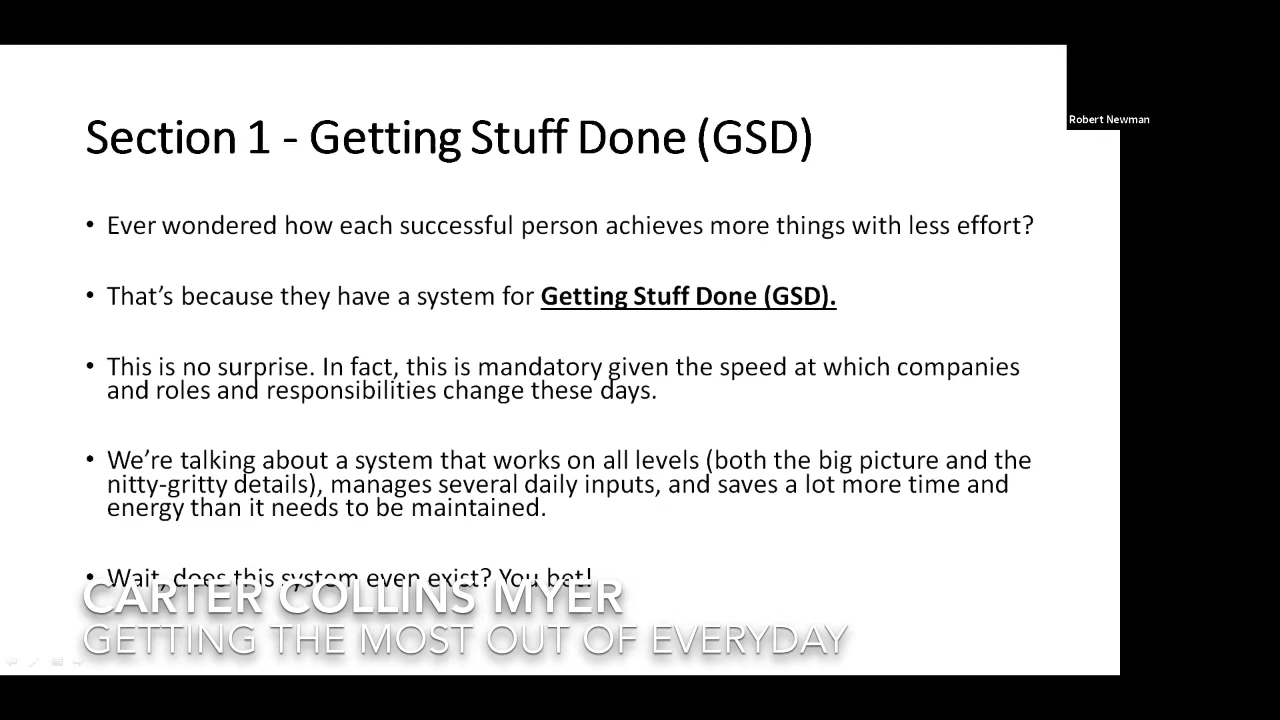 Robert Newman
Section 1 - Getting Stuff Done (GSD)
• Ever wondered how each successful person achieves more things with less effort?
• That’s because they have a system for Getting Stuff Done (GSD).
• This is no surprise. In fact, this is mandatory given the speed at which companies
and roles and responsibilities change these days.
• We’re talking about a system that works on all levels (both the big picture and the
nitty-gritty details), manages several daily inputs, and saves a lot more time and
energy than it needs to be maintained.
• Wait, does this system even exist? You bet!
CARTER COLLINS MYER
GETTING THE MOST OUT OF EVERYDAY